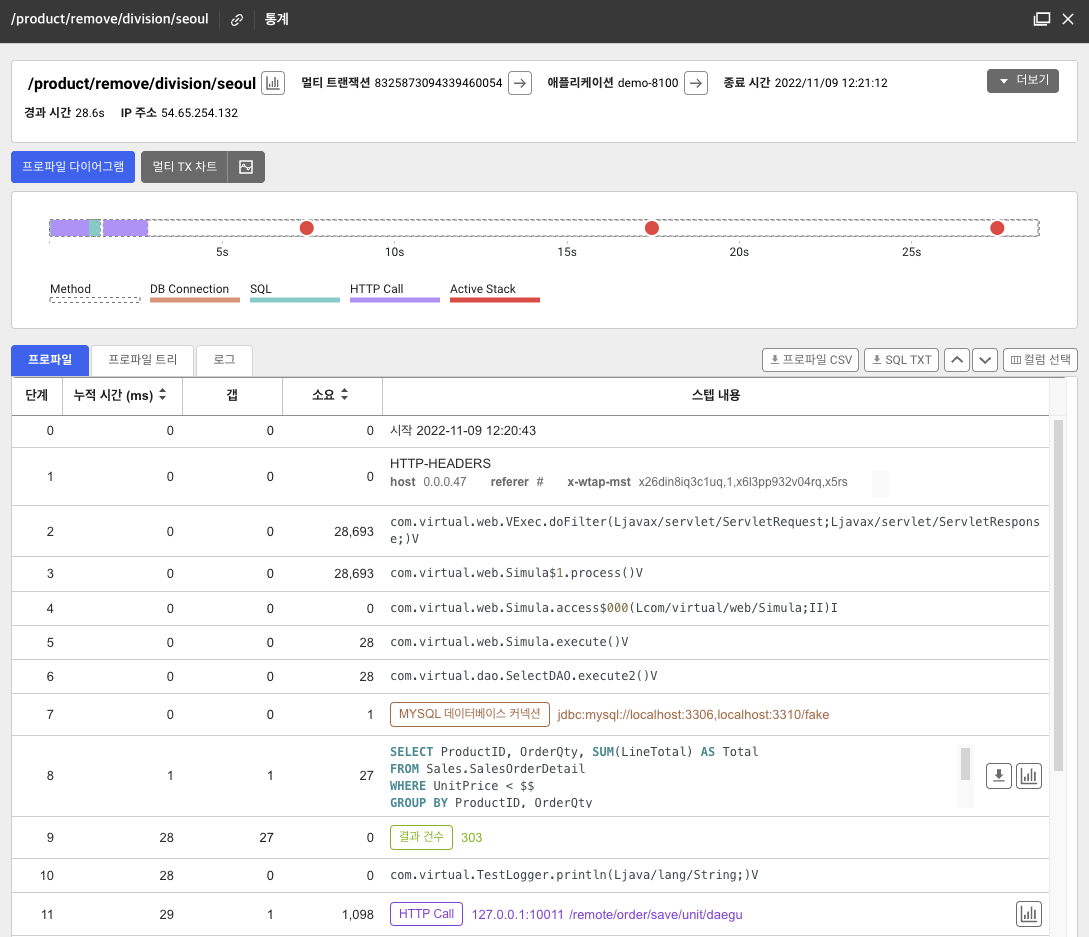 /product/remove/division/seoul 통계
/product/remove/division/seoul 멀티 트랜잭션 8325873094339460054 애플리케이션 demo-8100 종료 시간 2022/11/09 12:21:12 더보기
경과 시간 28.6s IP 주소 54.65.254.132
프로파일 다이어그램 멀티 TX 차트
5s 10s 15s 20s 25s
Method DB Connection SQL HTTP Call Active Stack
프로파일 프로파일 트리 로그 프로파일 CSV SQL TXT 컬럼 선택
단계 누적 시간 (ms) 갭 소요 스텝 내용
0 0 0 0 시작 2022-11-09 12:20:43
1 0 0 0 HTTP-HEADERS
host 0.0.0.47 referer # x-wtap-mst x26din8iq3c1uq,1,x6l3pp932v04rq,x5rs
2 0 0 28,693 com.virtual.web.VExec.doFilter(Ljavax/servlet/ServletRequest;Ljavax/servlet/ServletRespons
e;)V
3 0 0 28,693 com.virtual.web.Simula$1.process()V
4 0 0 0 com.virtual.web.Simula.access$000(Lcom/virtual/web/Simula;II)I
5 0 0 28 com.virtual.web.Simula.execute()V
6 0 0 28 com.virtual.dao.SelectDAO.execute2()V
7 0 0 1 MYSQL 데이터베이스 커넥션 jdbc:mysql://localhost:3306,localhost:3310/fake
8 1 1 27 SELECT ProductID, OrderQty, SUM(LineTotal) AS Total
FROM Sales.SalesOrderDetail
WHERE UnitPrice < $$
GROUP BY ProductID, OrderQty
9 28 27 0 결과 건수 303
10 28 0 0 com.virtual.TestLogger.println(Ljava/lang/String;)V
11 29 1 1,098 HTTP Call 127.0.0.1:10011 /remote/order/save/unit/daegu